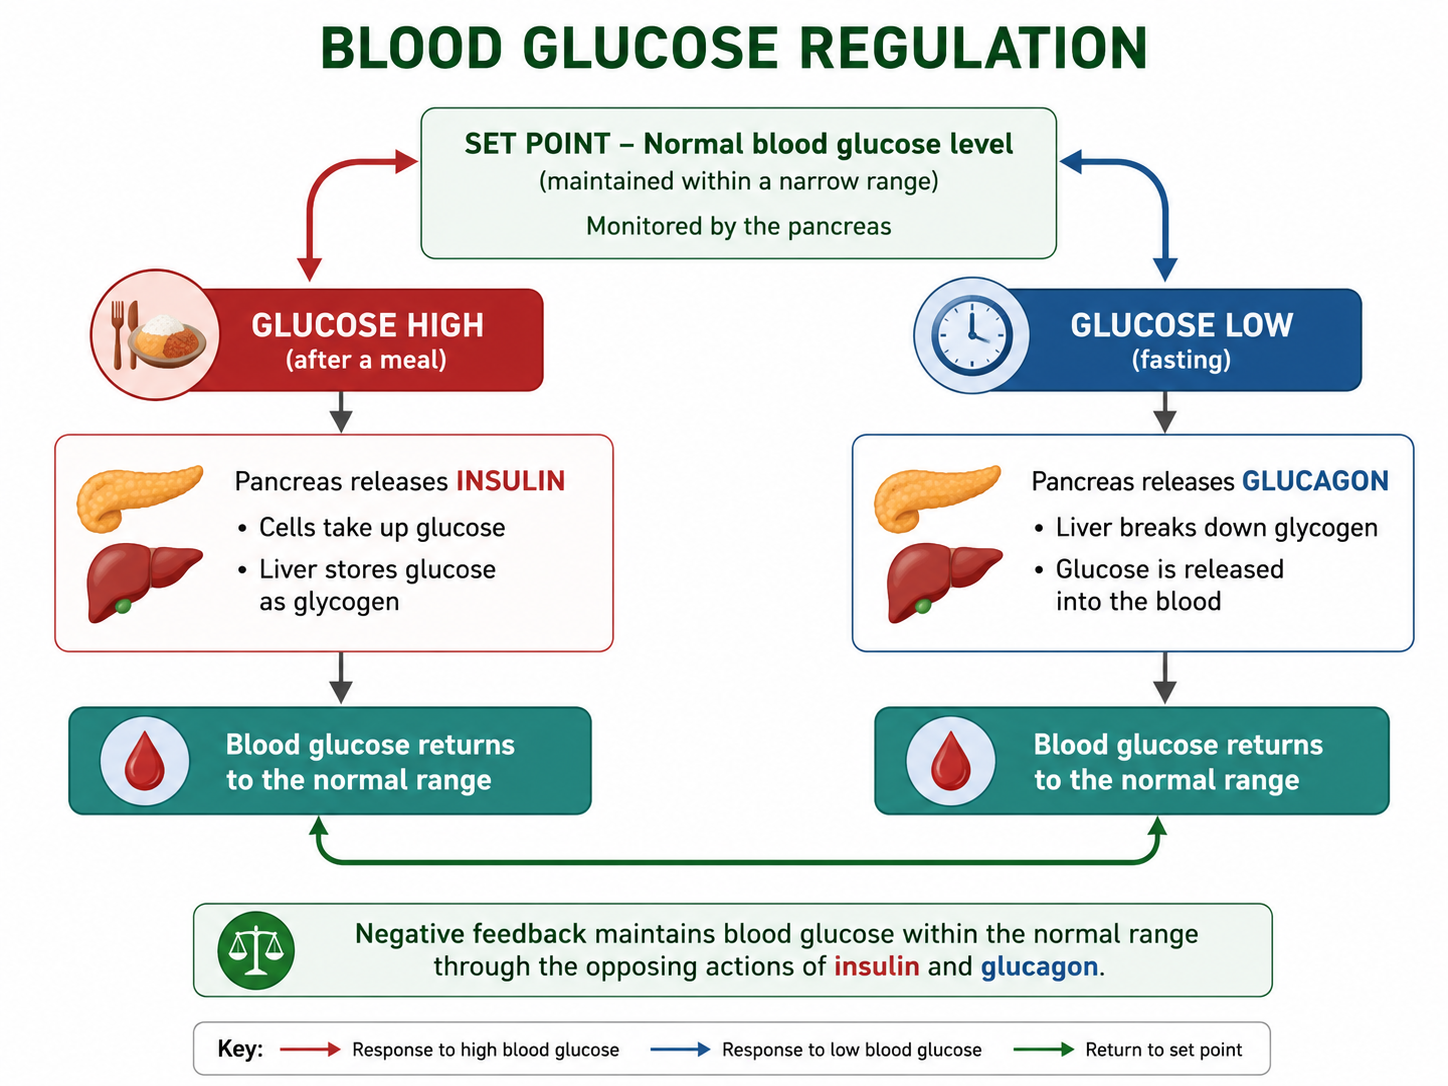 BLOOD GLUCOSE REGULATION
SET POINT – Normal blood glucose level
(maintained within a narrow range)
Monitored by the pancreas
GLUCOSE HIGH
(after a meal)
GLUCOSE LOW
(fasting)
Pancreas releases INSULIN
• Cells take up glucose
• Liver stores glucose
as glycogen
Pancreas releases GLUCAGON
• Liver breaks down glycogen
• Glucose is released
into the blood
Blood glucose returns
to the normal range
Blood glucose returns
to the normal range
Negative feedback maintains blood glucose within the normal range
through the opposing actions of insulin and glucagon.
Key: Response to high blood glucose Response to low blood glucose Return to set point